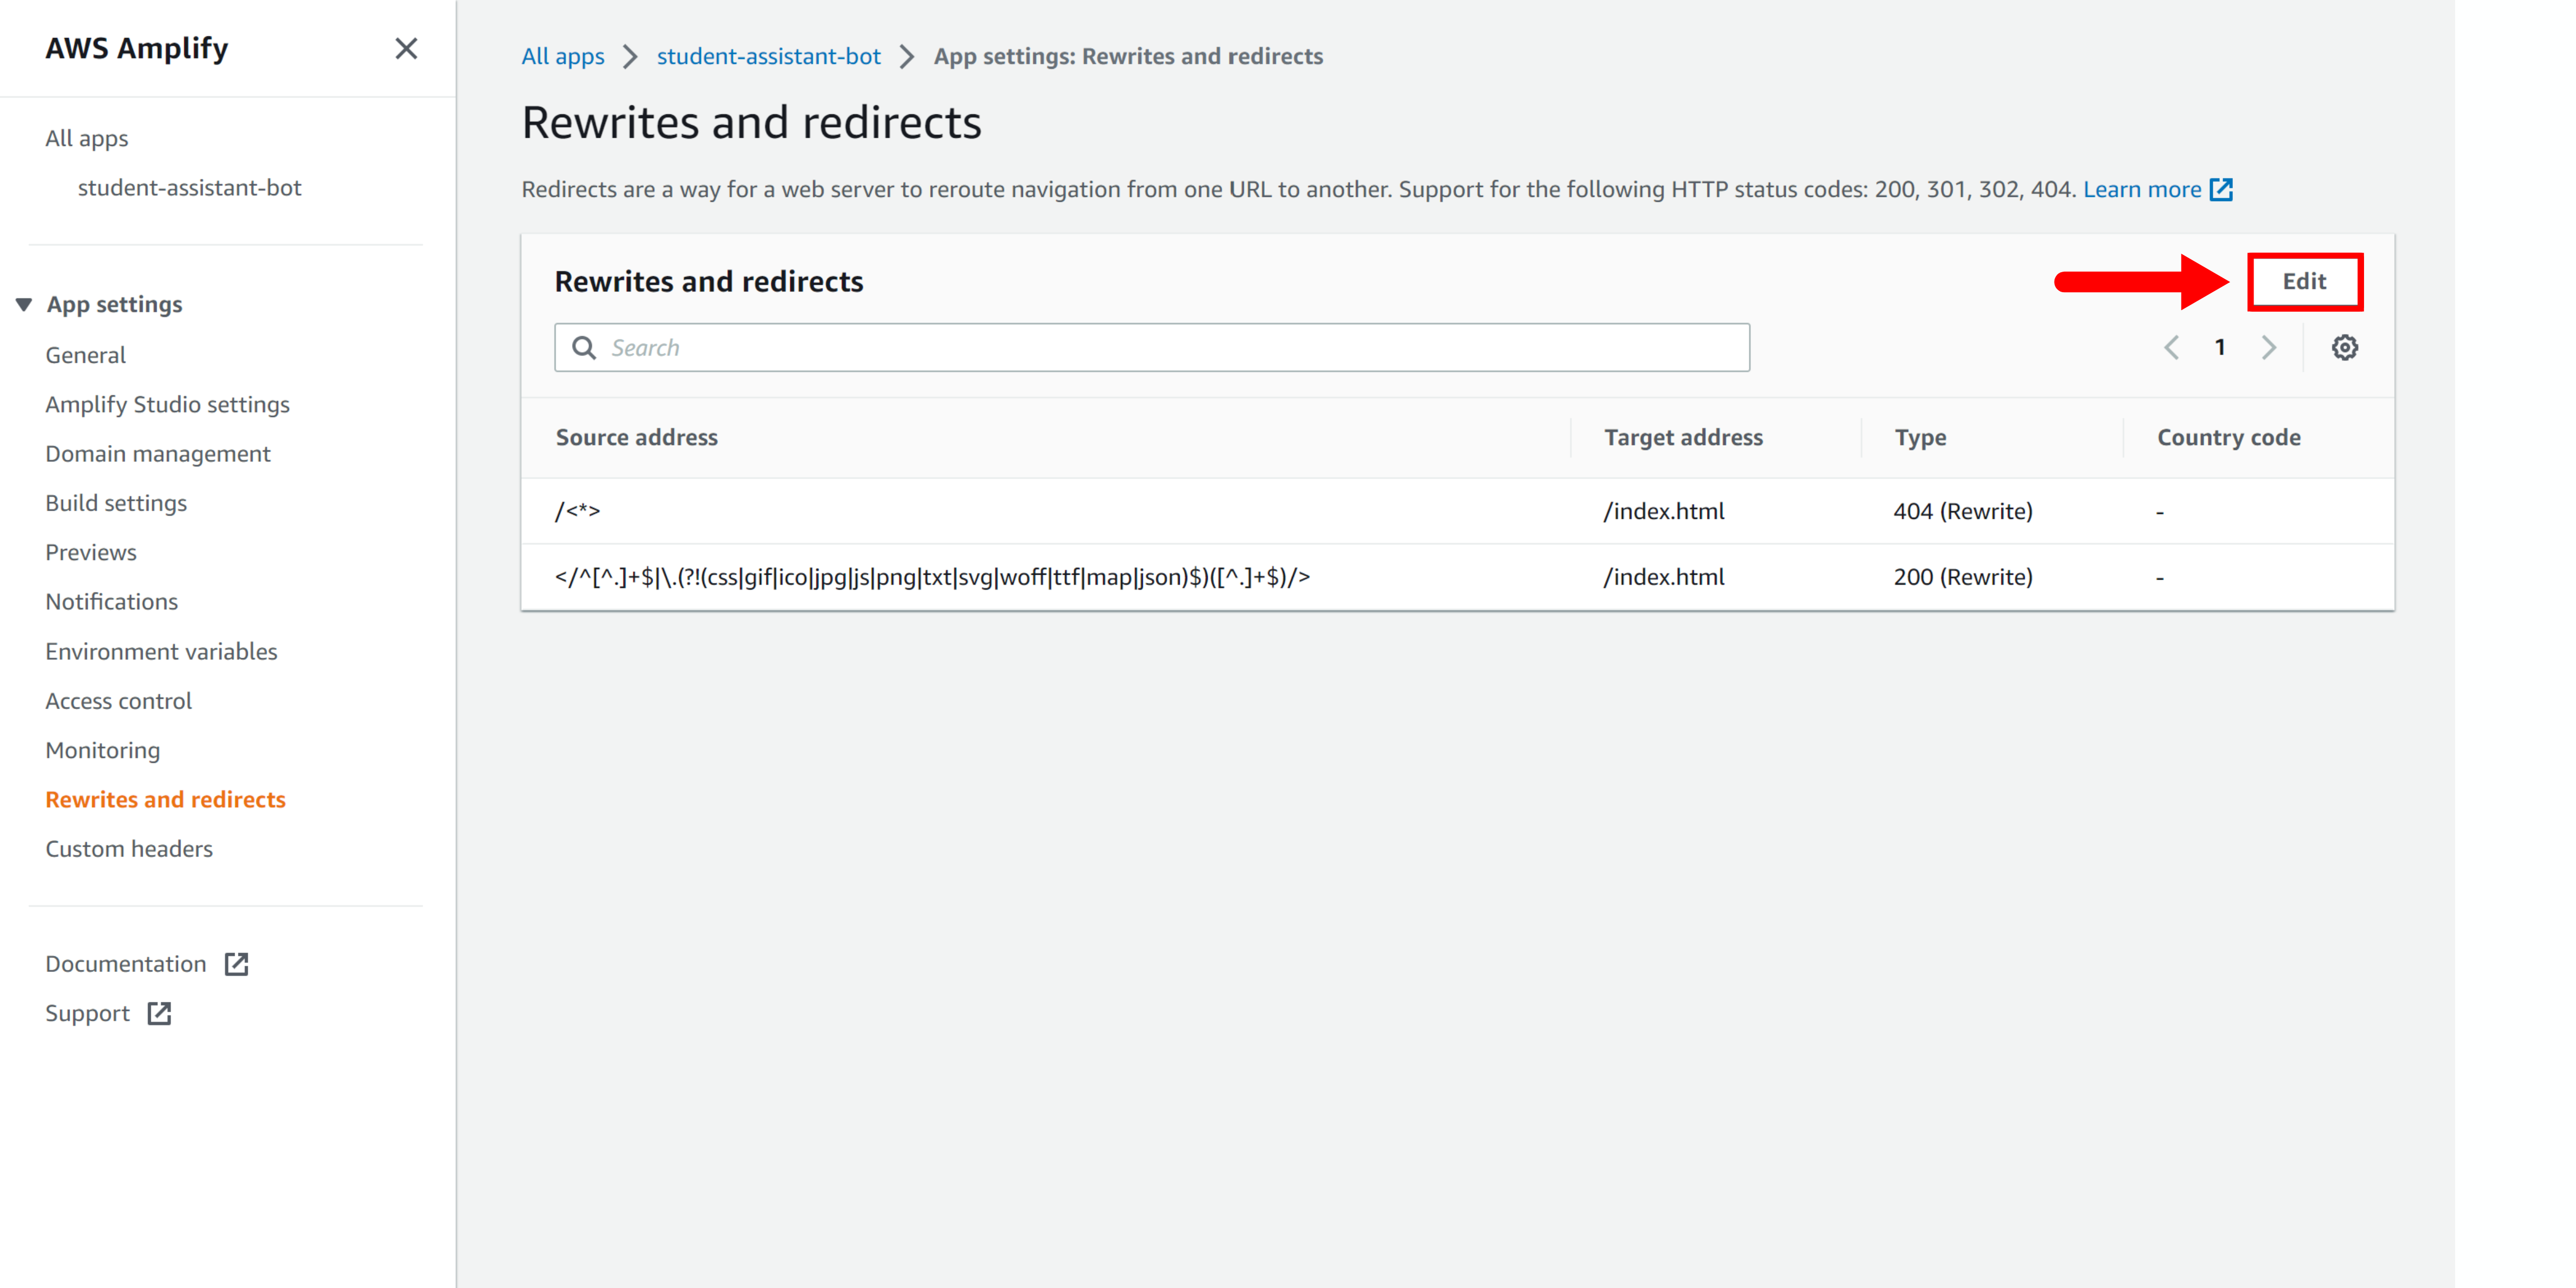 AWS Amplify
All apps
student-assistant-bot
App settings
General
Amplify Studio settings
Domain management
Build settings
Previews
Notifications
Environment variables
Access control
Monitoring
Rewrites and redirects
Custom headers
Documentation
Support
All apps > student-assistant-bot > App settings: Rewrites and redirects
Rewrites and redirects
Redirects are a way for a web server to reroute navigation from one URL to another. Support for the following HTTP status codes: 200, 301, 302, 404. Learn more
Rewrites and redirects
Edit
Search
1
Source address Target address Type Country code
/<*> /index.html 404 (Rewrite) -
</^[^.]+$|\.(?!(css|gif|ico|jpg|js|png|txt|svg|woff|ttf|map|json)$)([^.]+$)/> /index.html 200 (Rewrite) -